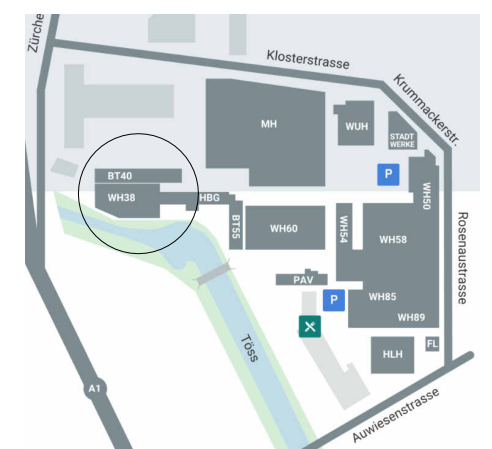 Zürche
Klosterstrasse
Krummackerstr.
MH
WUH
STADT
WERKE
P
BT40
WH38
HBG
BT55
WH60
WH54
WH58
WH50
Rosenaustrasse
PAV
P
WH85
WH89
Töss
HLH
FL
A1
Auwiesenstrasse